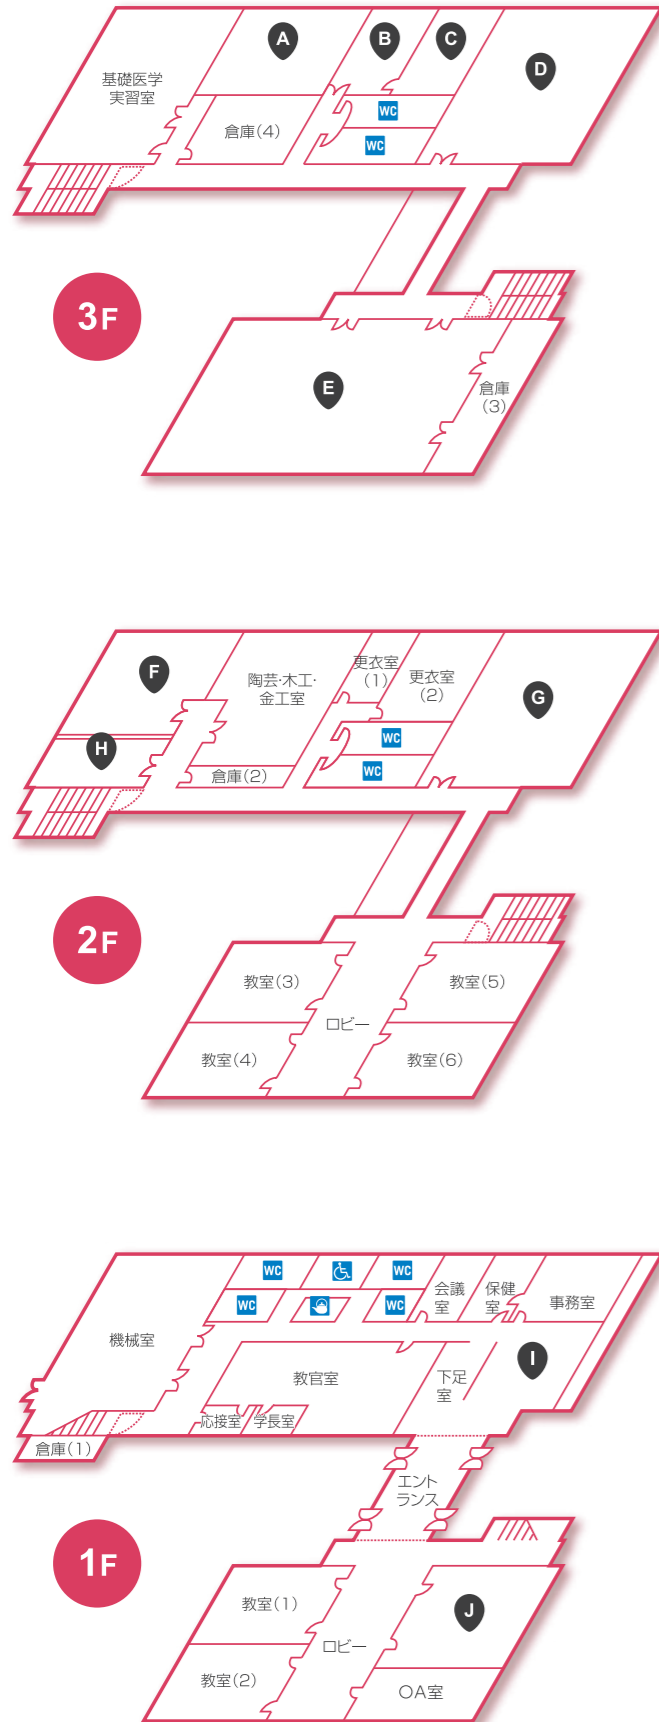 A
B
C
D
基礎医学
実習室
WC
倉庫(4)
WC
3F
E
倉庫
(3)
F
陶芸・木工・
金工室
更衣室
(1)
更衣室
(2)
G
H
WC
倉庫(2)
WC
2F
教室(3)
教室(5)
ロビー
教室(4)
教室(6)
WC
WC
会議
室
保健
室
事務室
WC
WC
機械室
I
教官室
下足
室
応接室
学長室
倉庫(1)
エント
ランス
1F
教室(1)
J
ロビー
教室(2)
OA室